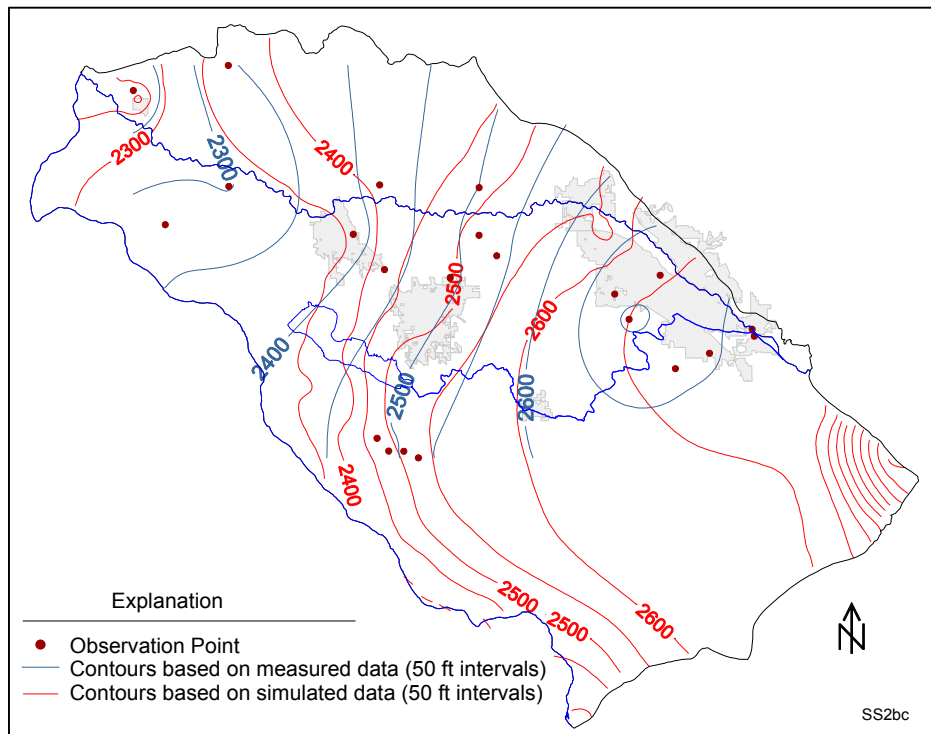 2300
2300
2400
2400
2500
2600
2500
2600
2400
2500
2500
2600
Explanation
Observation Point
Contours based on measured data (50 ft intervals)
Contours based on simulated data (50 ft intervals)
N
SS2bc